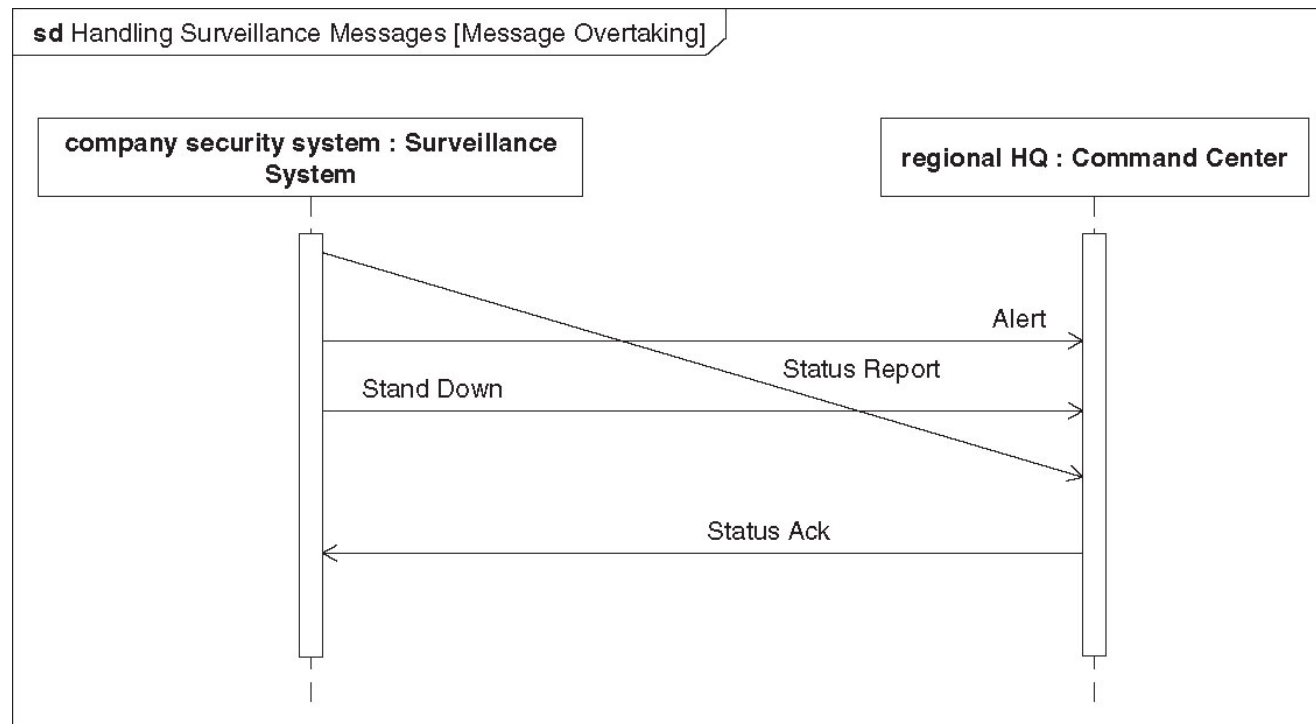 sd Handling Surveillance Messages [Message Overtaking]
company security system : Surveillance
System
regional HQ : Command Center
Alert
Status Report
Stand Down
Status Ack